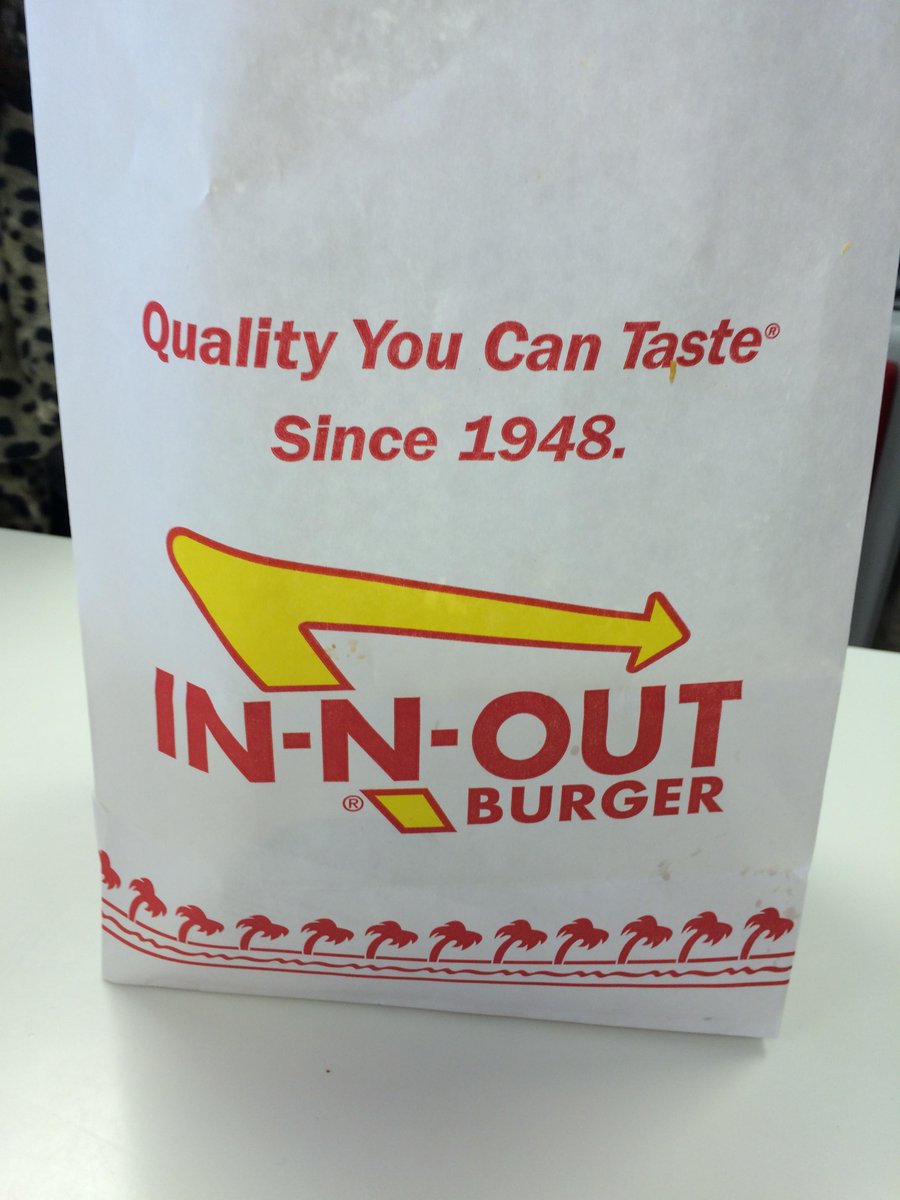 Quality You Can Taste®
Since 1948.
IN-N-OUT
® BURGER